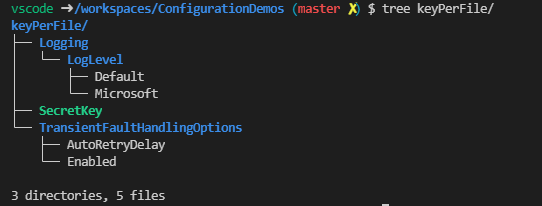 vscode ➜/workspaces/ConfigurationDemos (master ✗) $ tree keyPerFile/
keyPerFile/
├── Logging
│   └── LogLevel
│       ├── Default
│       └── Microsoft
├── SecretKey
└── TransientFaultHandlingOptions
    ├── AutoRetryDelay
    └── Enabled
3 directories, 5 files